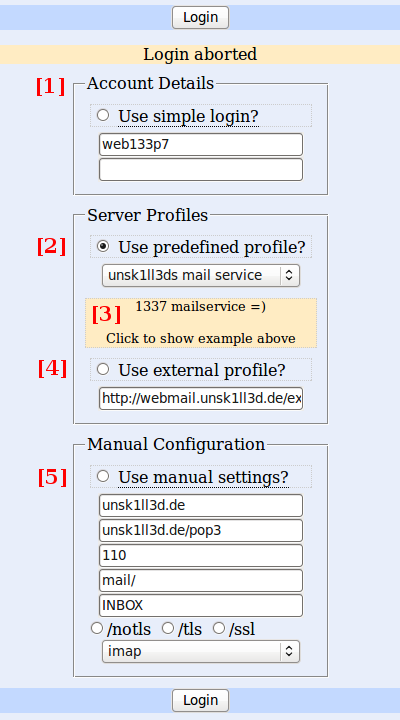 Login
Login aborted
[1] Account Details
Use simple login?
web133p7
Server Profiles
[2] Use predefined profile?
unsk1ll3ds mail service
[3] 1337 mailservice =)
Click to show example above
[4] Use external profile?
http://webmail.unsk1ll3d.de/ex
Manual Configuration
[5] Use manual settings?
unsk1ll3d.de
unsk1ll3d.de/pop3
110
mail/
INBOX
/notls /tls /ssl
imap
Login